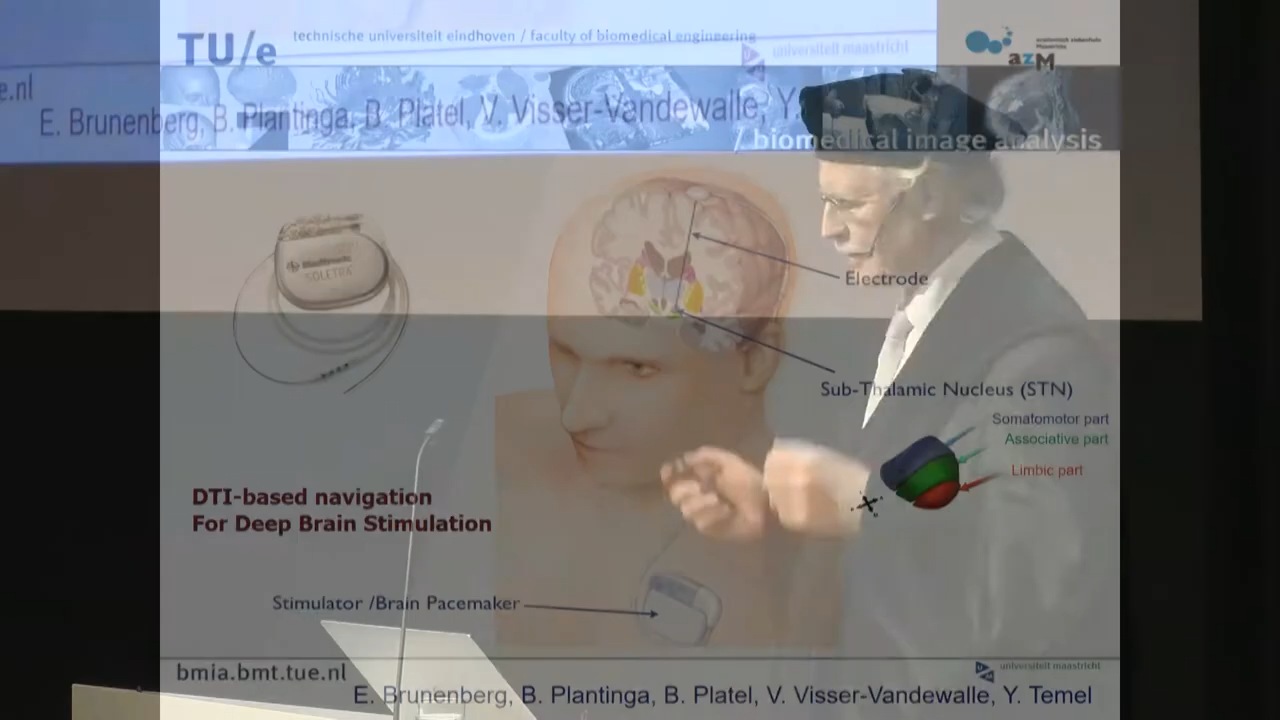 TU/e technische universiteit eindhoven / faculty of biomedical engineering
universiteit maastricht
azM
e.nl
E. Brunenberg, B. Plantinga, B. Platel, V. Visser-Vandewalle, Y.
/ biomedical image analysis
Medtronic
SOLETRA
Electrode
Sub-Thalamic Nucleus (STN)
Somatomotor part
Associative part
Limbic part
DTI-based navigation
For Deep Brain Stimulation
Stimulator /Brain Pacemaker
bmia.bmt.tue.nl
universiteit maastricht
E. Brunenberg, B. Plantinga, B. Platel, V. Visser-Vandewalle, Y. Temel